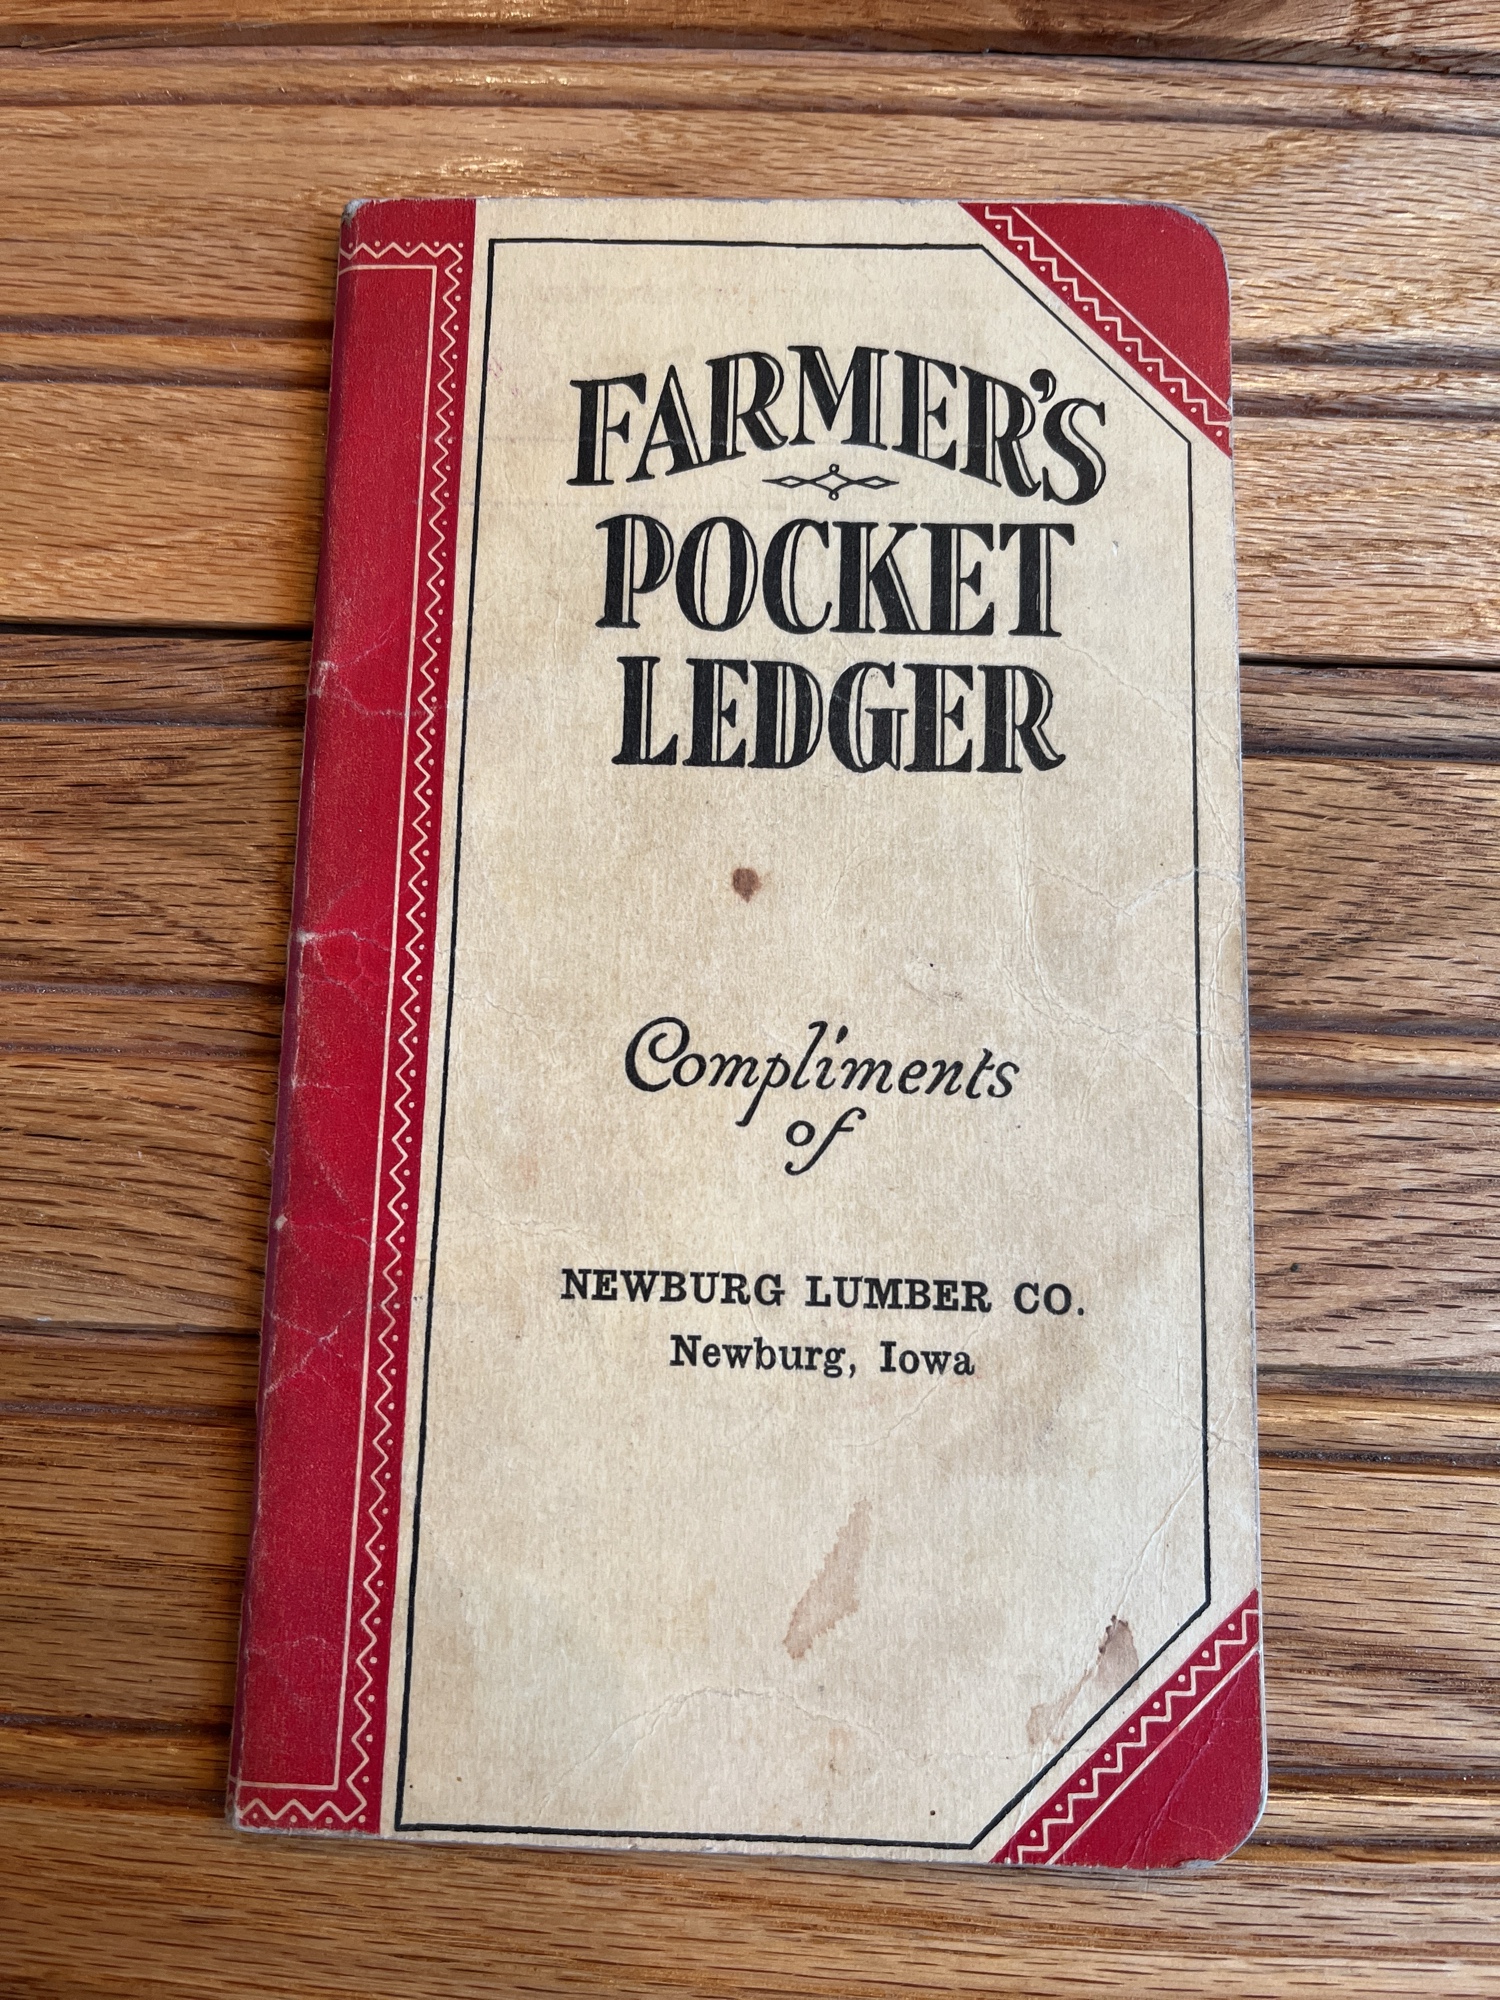 FARMER'S
POCKET
LEDGER
Compliments
of
NEWBURG LUMBER CO.
Newburg, Iowa